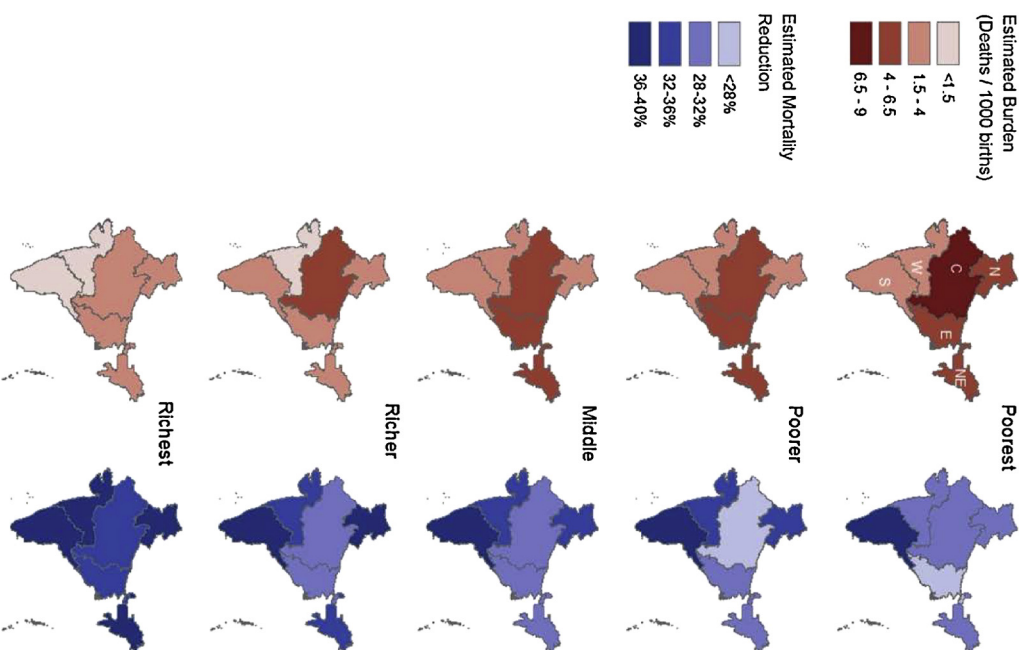 Estimated Burden
(Deaths / 1000 births)
<1.5
1.5 - 4
4 - 6.5
6.5 - 9
Estimated Mortality
Reduction
<28%
28-32%
32-36%
36-40%
N
C
W
S
E
NE
Poorest
Poorer
Middle
Richer
Richest